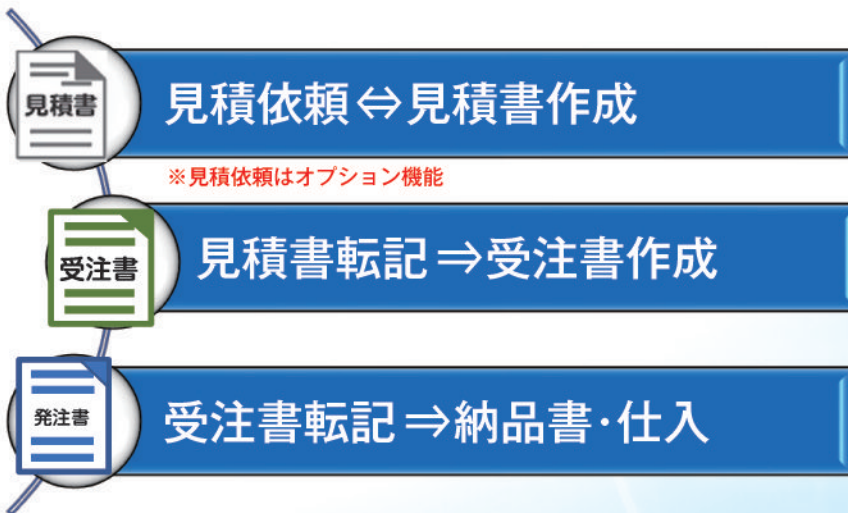 見積書
見積依頼⇔見積書作成
※見積依頼はオプション機能
受注書
見積書転記⇒受注書作成
発注書
受注書転記⇒納品書・仕入